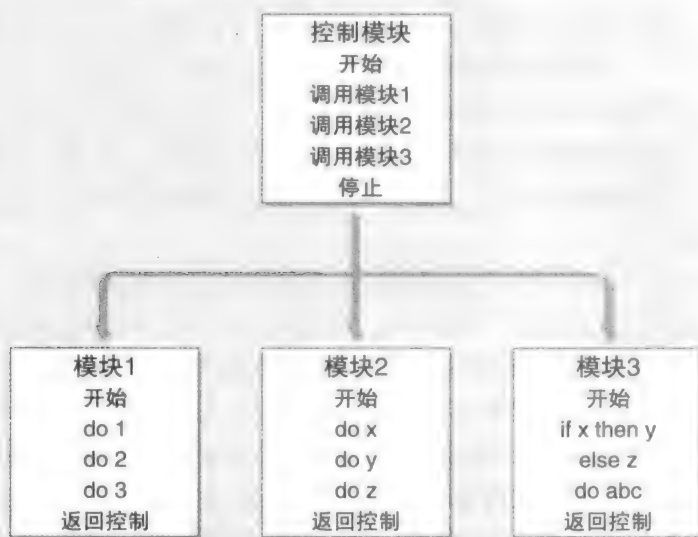 控制模块
开始
调用模块1
调用模块2
调用模块3
停止
模块1
开始
do 1
do 2
do 3
返回控制
模块2
开始
do x
do y
do z
返回控制
模块3
开始
if x then y
else z
do abc
返回控制